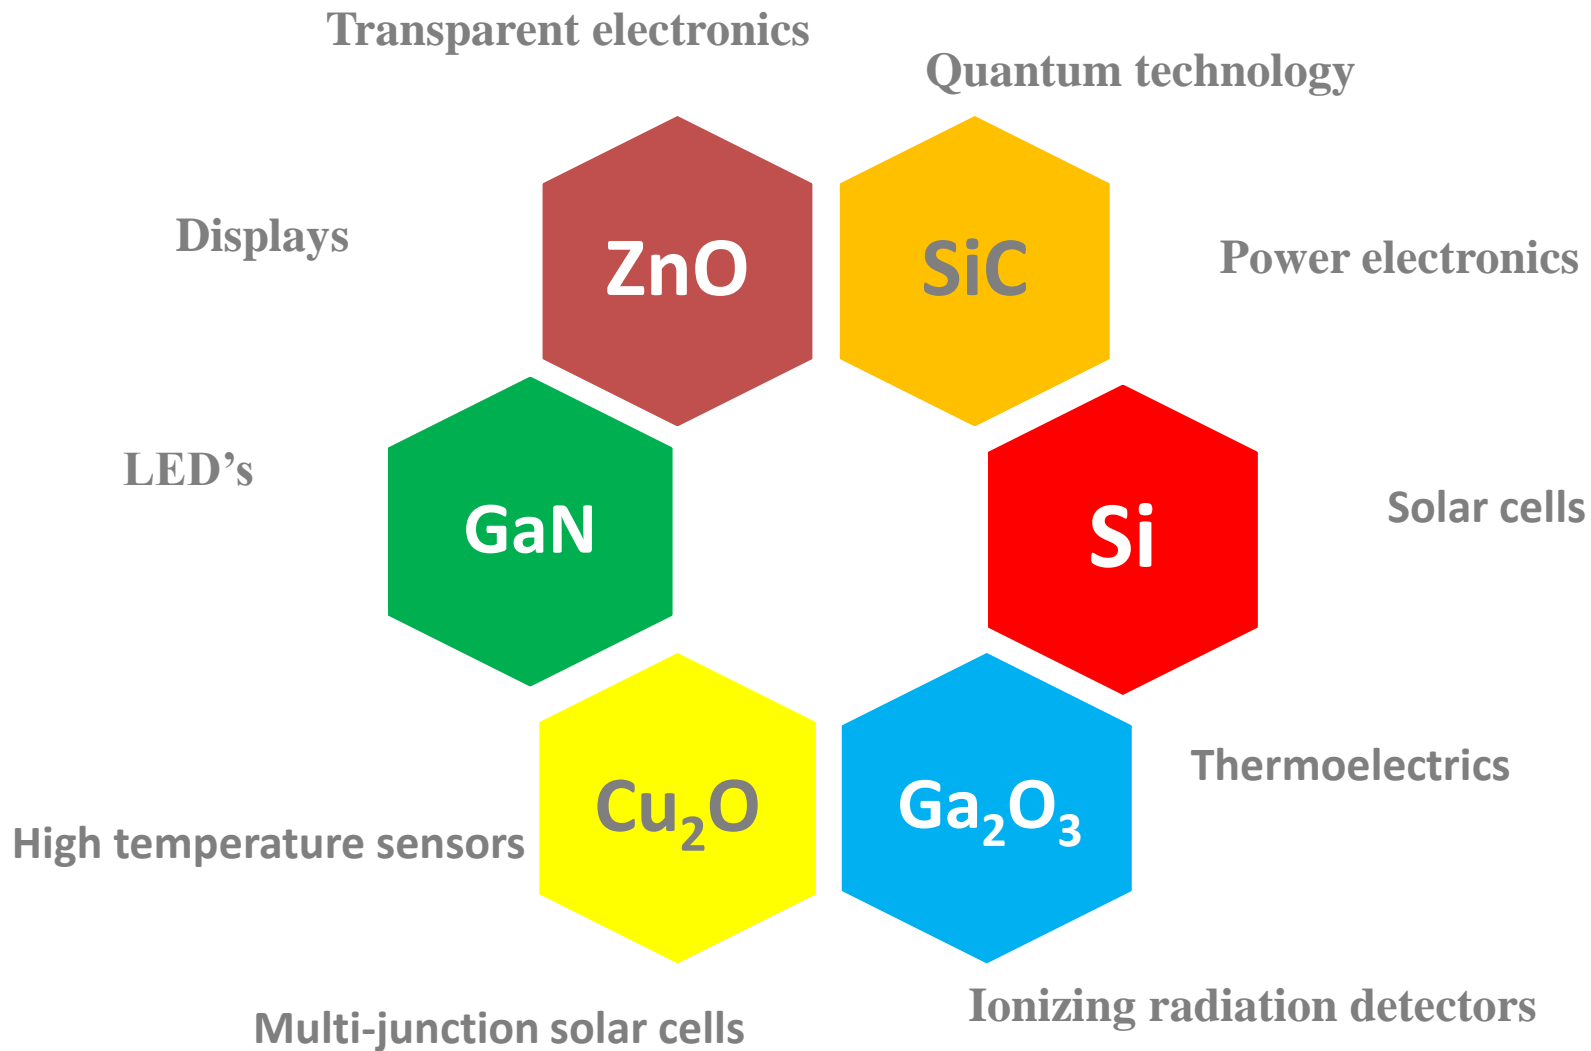 Transparent electronics
Quantum technology
Displays
ZnO
SiC
Power electronics
LED’s
GaN
Si
Solar cells
Thermoelectrics
Cu₂O
Ga₂O₃
High temperature sensors
Ionizing radiation detectors
Multi-junction solar cells